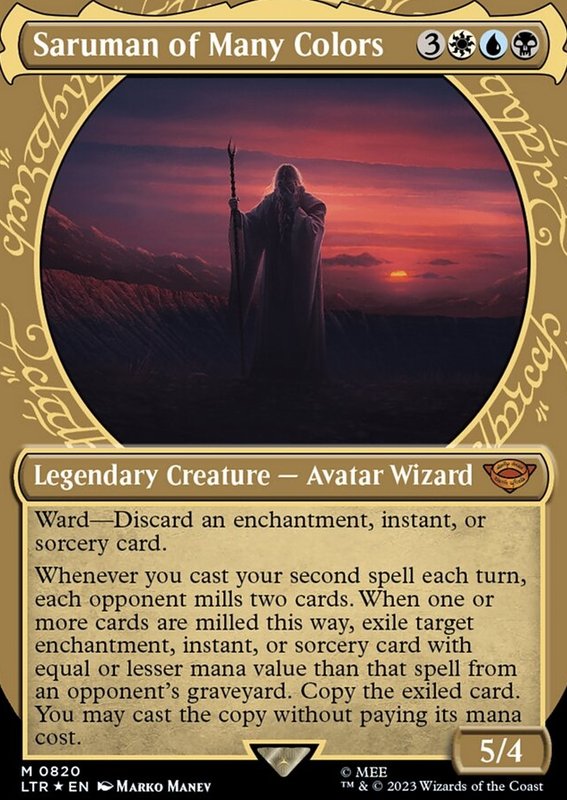 Saruman of Many Colors 3
Legendary Creature — Avatar Wizard
Ward—Discard an enchantment, instant, or
sorcery card.
Whenever you cast your second spell each turn,
each opponent mills two cards. When one or
more cards are milled this way, exile target
enchantment, instant, or sorcery card with
equal or lesser mana value than that spell from
an opponent's graveyard. Copy the exiled card.
You may cast the copy without paying its mana
cost.
5/4
M 0820
LTR ★ EN Marko Manev
© MEE
™ & © 2023 Wizards of the Coast